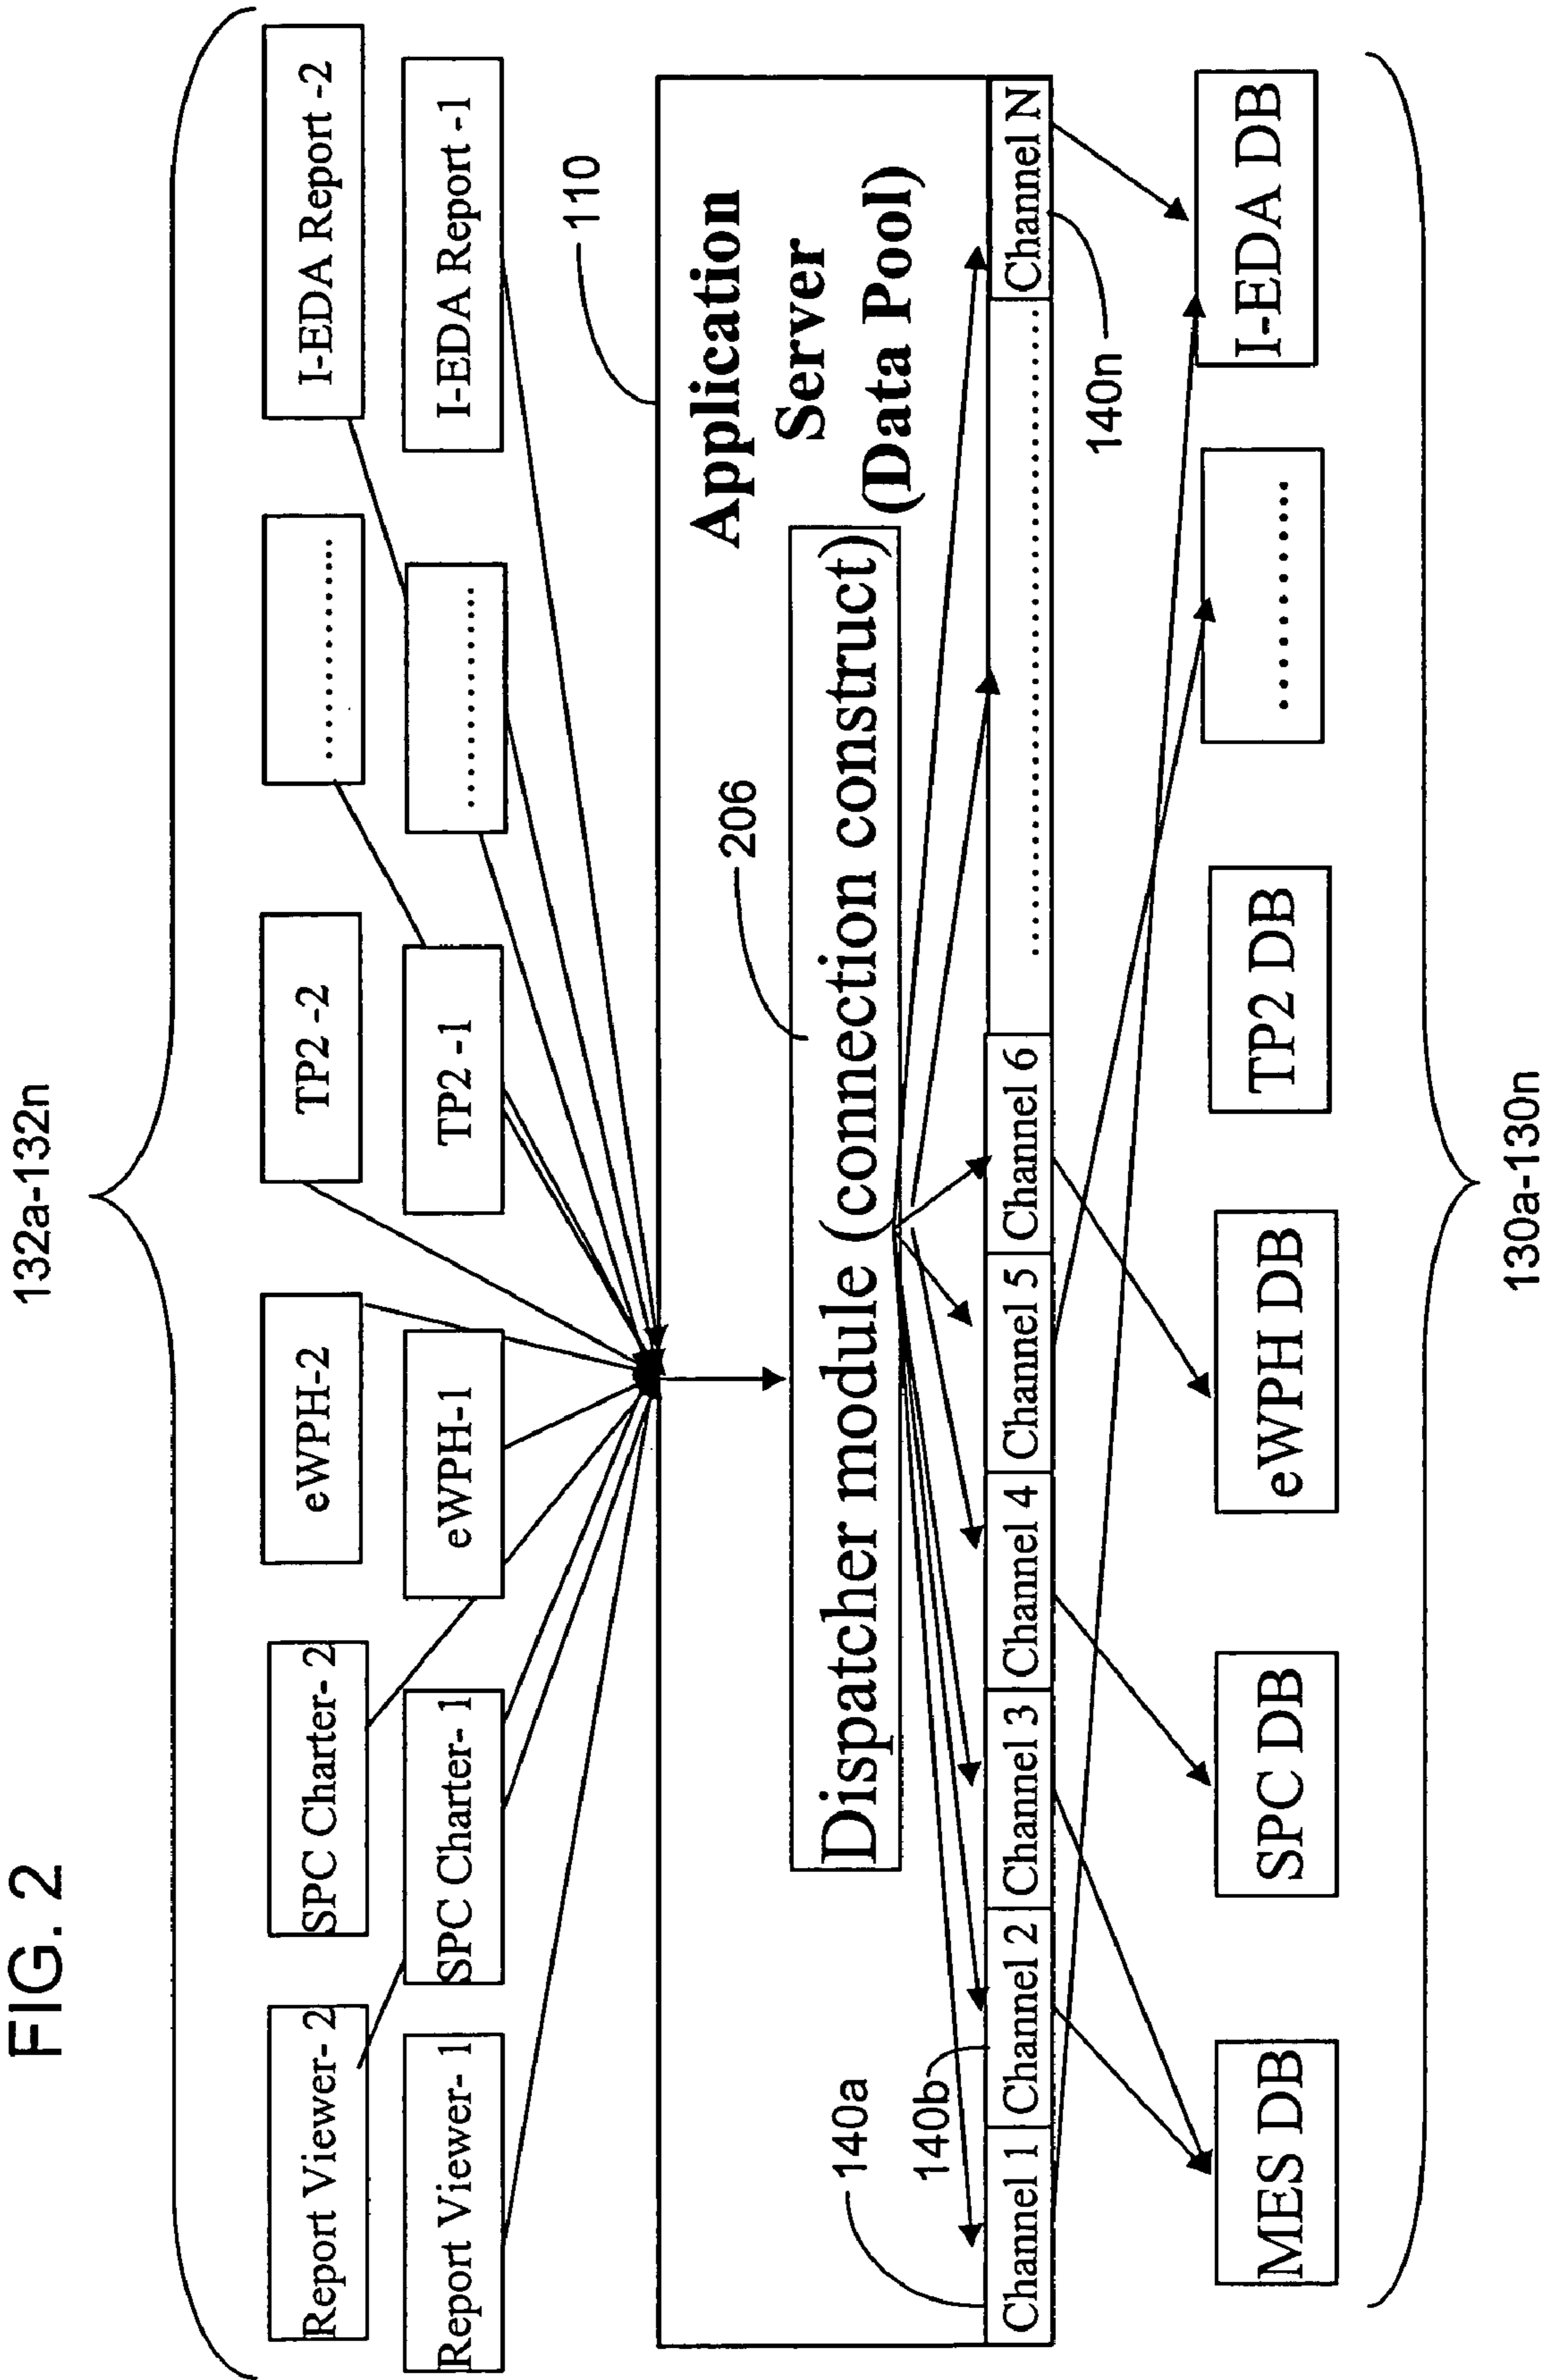 FIG. 2
132a-132n
Report Viewer- 2
SPC Charter- 2
eWPH-2
TP2 -2
..............
I-EDA Report -2
Report Viewer- 1
SPC Charter- 1
eWPH-1
TP2 -1
..............
I-EDA Report -1
110
Application
Server
(Data Pool)
206
Dispatcher module (connection construct)
140a
140b
Channel 1
Channel 2
Channel 3
Channel 4
Channel 5
Channel 6
..........................................
Channel N
140n
MES DB
SPC DB
eWPH DB
TP2 DB
..........
I-EDA DB
130a-130n